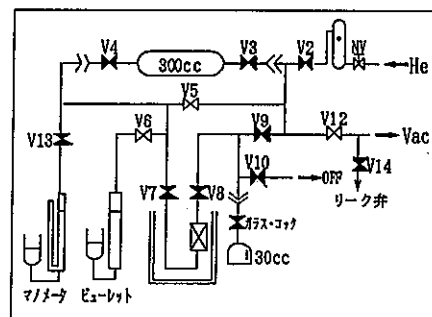 V4
300cc
V3
V2
NV
He
V5
V6
V9
V12
Vac
V13
V10
V14
OFF
リーク弁
V7
V8
ガラス・コック
30cc
マノメータ
ビューレット